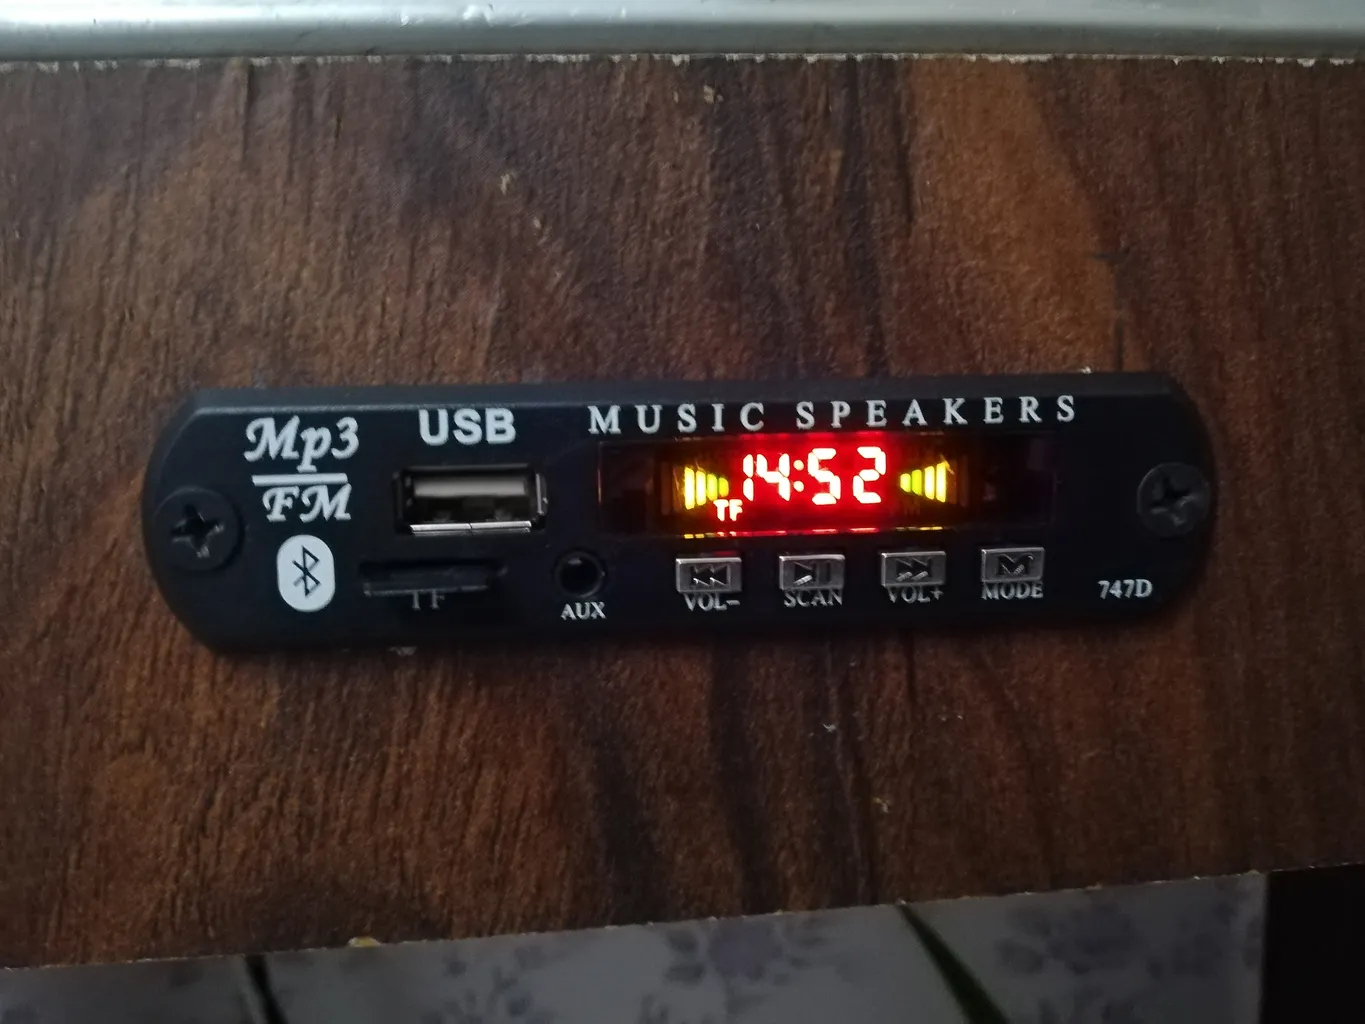 Mp3
FM
USB
TF
AUX
MUSIC SPEAKERS
14:52
TF
VOL-
SCAN
VOL+
MODE
747D